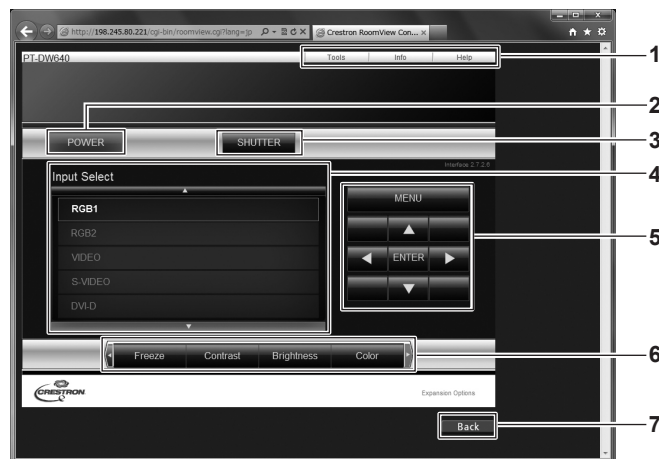 http://198.245.80.221/cgi-bin/roomview.cgi?lang=jp
Crestron RoomView Con... ×
PT-DW640
Tools Info Help
1
2
POWER
SHUTTER
3
Interface 2.7.2.6
4
Input Select
RGB1
RGB2
VIDEO
S-VIDEO
DVI-D
MENU
ENTER
5
Freeze Contrast Brightness Color
6
CRESTRON
Expansion Options
Back
7